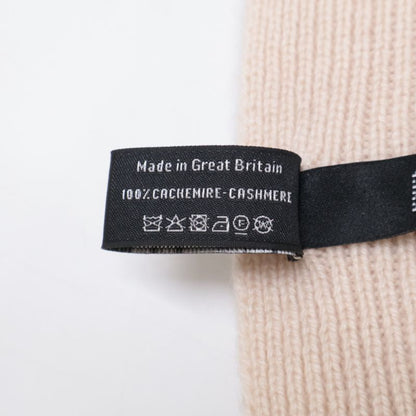 Made in Great Britain
100% CACHEMIRE-CASHMERE